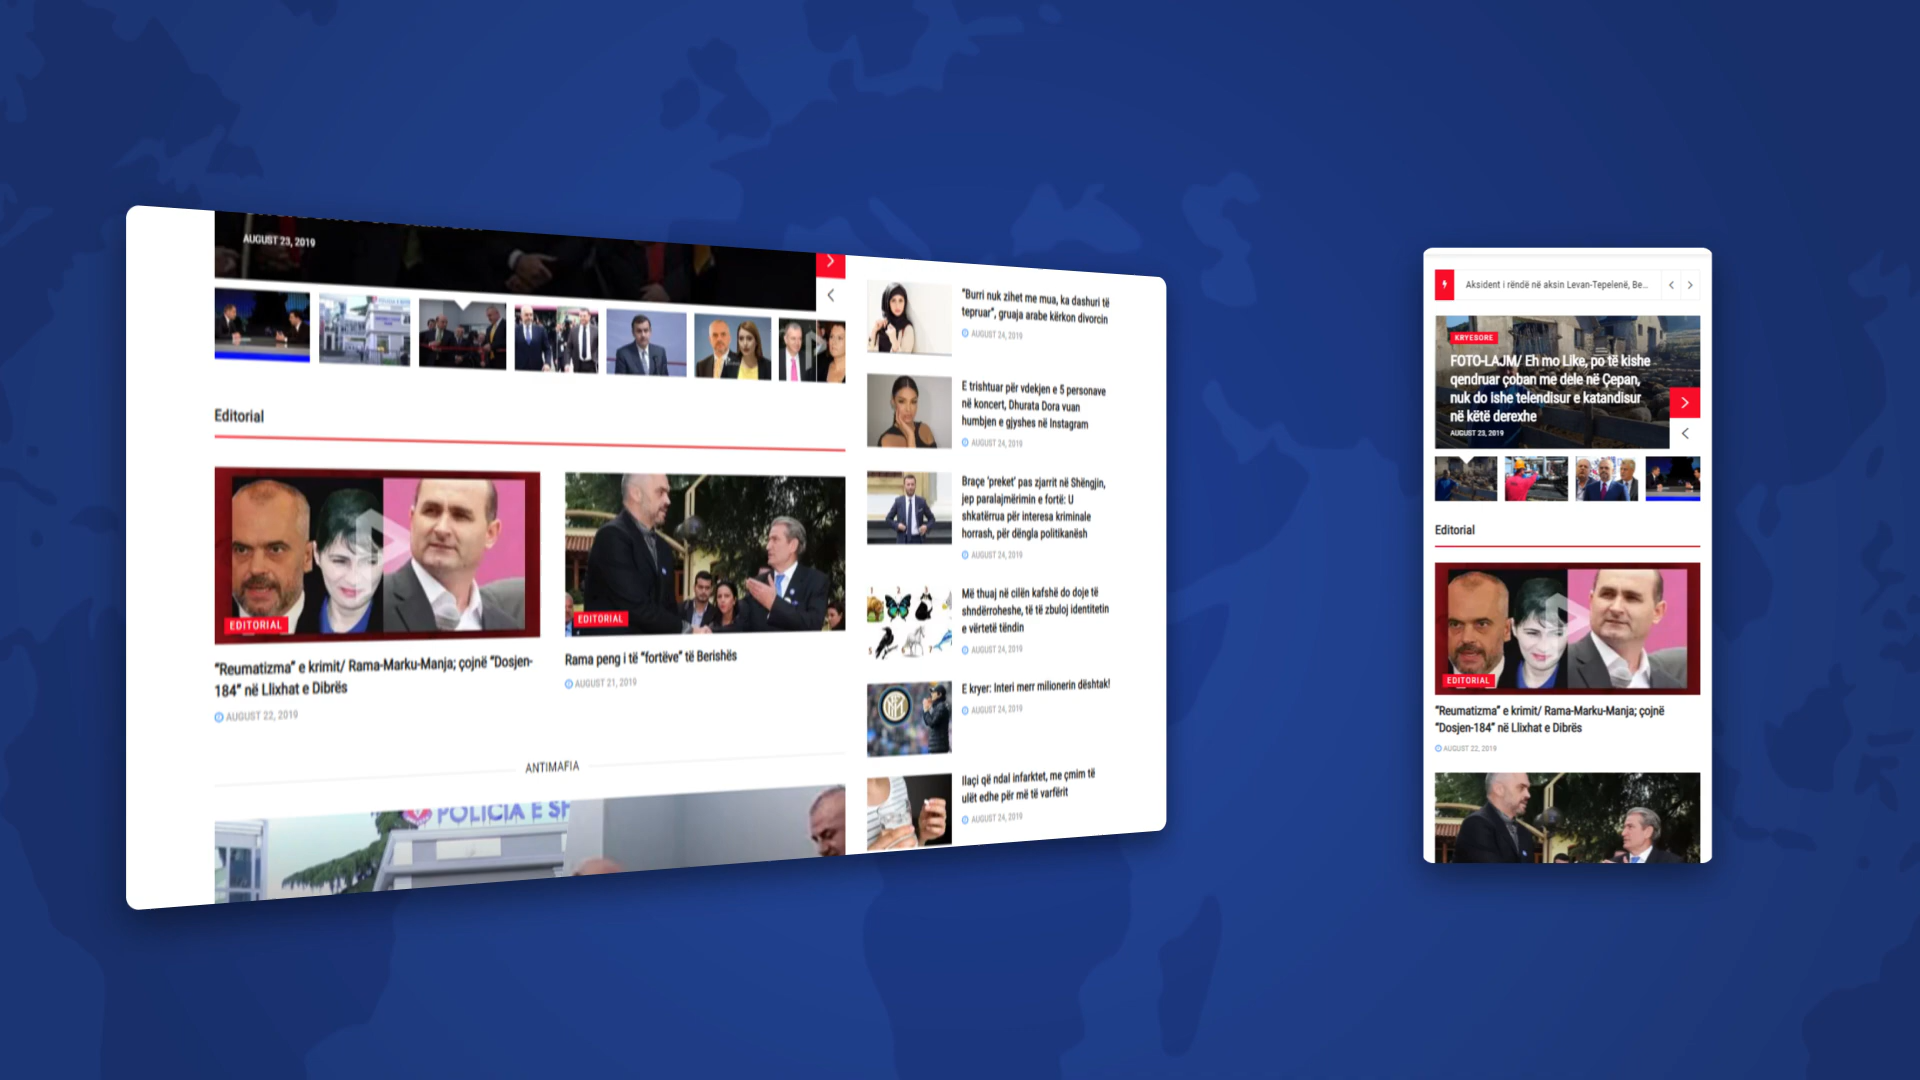 AUGUST 23, 2019
Editorial
EDITORIAL
“Reumatizma” e krimit/ Rama-Marku-Manja; çojnë “Dosjen-
184” në Llixhat e Dibrës
AUGUST 22, 2019
EDITORIAL
Rama peng i të “fortëve” të Berishës
AUGUST 21, 2019
ANTIMAFIA
POLICIA E SH
“Burri nuk zihet me mua, ka dashuri të
tepruar”, gruaja arabe kërkon divorcin
AUGUST 24, 2019
E trishtuar për vdekjen e 5 personave
në koncert, Dhurata Dora vuan
humbjen e gjyshes në Instagram
AUGUST 24, 2019
Braçe ‘preket’ pas zjarrit në Shëngjin,
jep paralajmërimin e fortë: U
shkatërrua për interesa kriminale
horrash, për dëngla politikanësh
AUGUST 24, 2019
Më thuaj në cilën kafshë do doje të
shndërroheshe, të të zbuloj identitetin
e vërtetë tëndin
AUGUST 24, 2019
E kryer: Interi merr milionerin dështak!
AUGUST 24, 2019
Ilaçi që ndal infarktet, me çmim të
ulët edhe për më të varfërit
AUGUST 24, 2019
Aksident i rëndë në aksin Levan-Tepelenë, Be...
KRYESORE
FOTO-LAJM/ Eh mo Like, po të kishe
qendruar çoban me dele në Çepan,
nuk do ishe telendisur e katandisur
në këtë derexhe
AUGUST 23, 2019
Editorial
EDITORIAL
“Reumatizma” e krimit/ Rama-Marku-Manja; çojnë
“Dosjen-184” në Llixhat e Dibrës
AUGUST 22, 2019